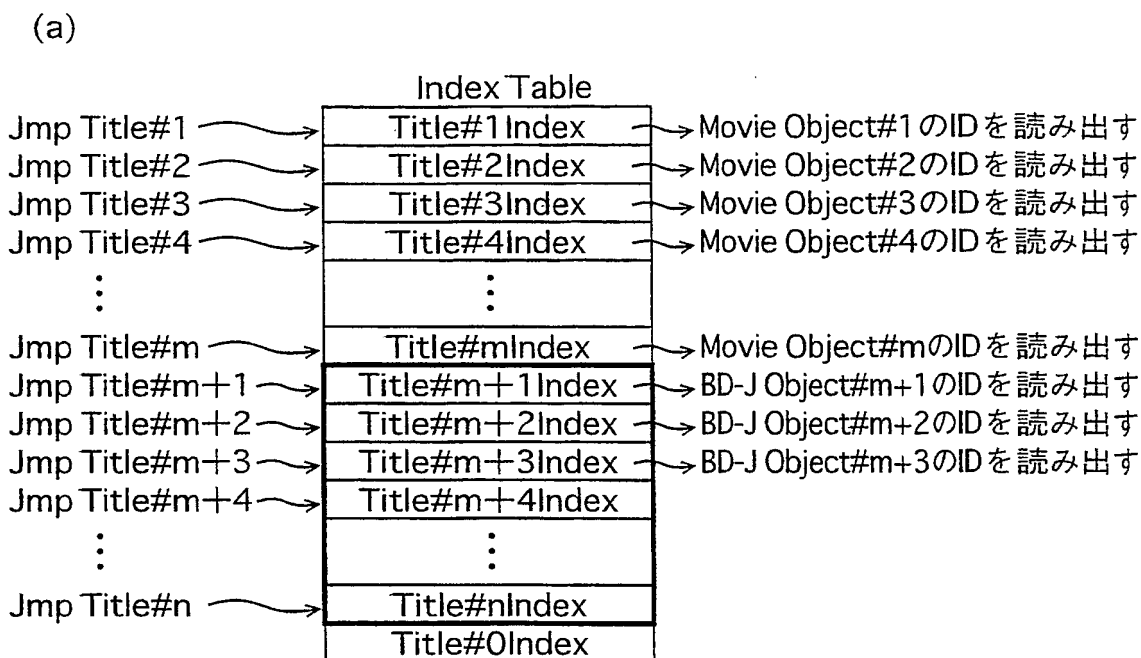 (a)
Index Table
Jmp Title#1 Title#1Index Movie Object#1のIDを読み出す
Jmp Title#2 Title#2Index Movie Object#2のIDを読み出す
Jmp Title#3 Title#3Index Movie Object#3のIDを読み出す
Jmp Title#4 Title#4Index Movie Object#4のIDを読み出す
⋮ ⋮
Jmp Title#m Title#mIndex Movie Object#mのIDを読み出す
Jmp Title#m+1 Title#m+1Index BD-J Object#m+1のIDを読み出す
Jmp Title#m+2 Title#m+2Index BD-J Object#m+2のIDを読み出す
Jmp Title#m+3 Title#m+3Index BD-J Object#m+3のIDを読み出す
Jmp Title#m+4 Title#m+4Index
⋮ ⋮
Jmp Title#n Title#nIndex
Title#0Index